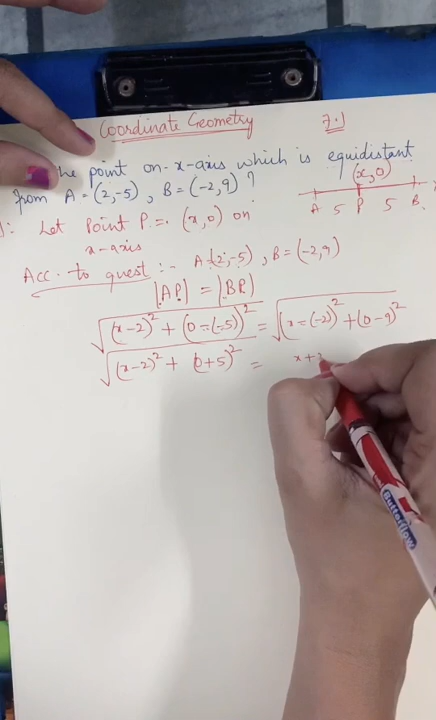 Coordinate Geometry 7.1
the point on x-axis which is equidistant
from A = (2,-5), B = (-2,9)?
(x,0)
A 5 P 5 B
Let Point P = (x,0) on
x-axis
Acc. to quest :- A(2,-5), B = (-2,9)
|AP| = |BP|
√(x-2)² + (0-(-5))² = √(x-(-2))² + (0-9)²
√(x-2)² + (0+5)² = x+2
Butterflow